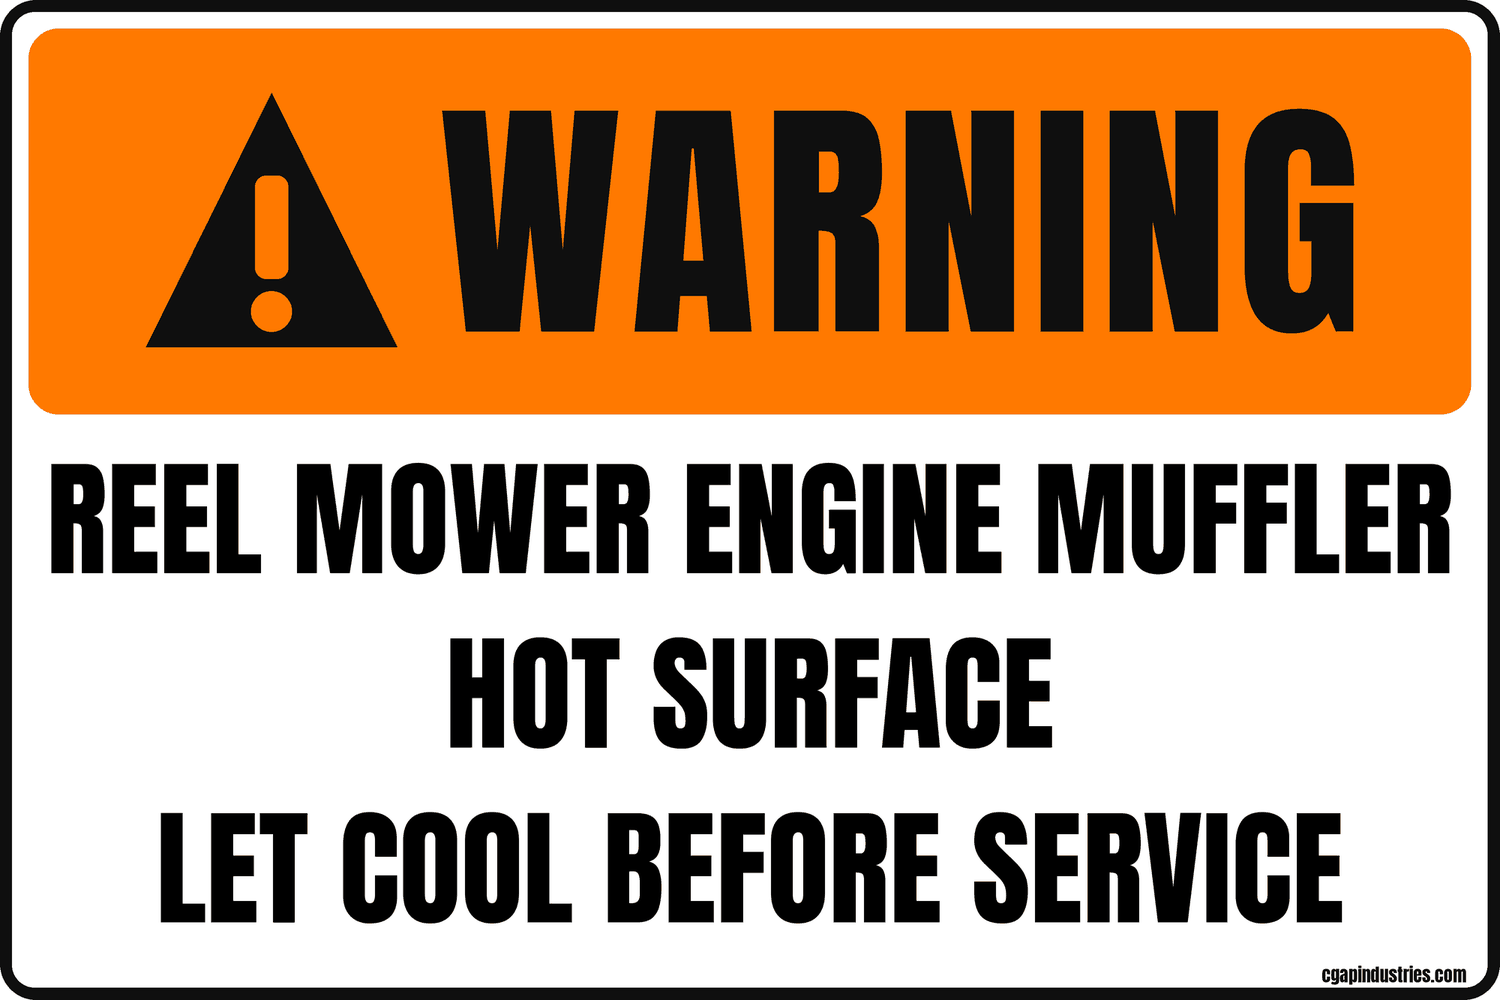 WARNING
REEL MOWER ENGINE MUFFLER
HOT SURFACE
LET COOL BEFORE SERVICE
cgapindustries.com